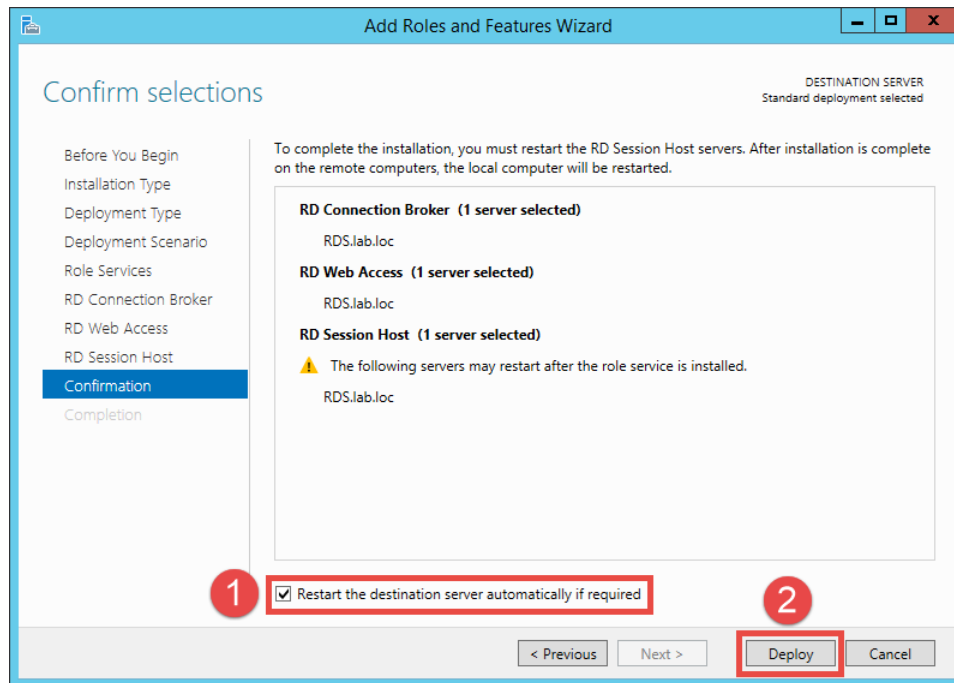 Add Roles and Features Wizard
Confirm selections
DESTINATION SERVER
Standard deployment selected
Before You Begin
Installation Type
Deployment Type
Deployment Scenario
Role Services
RD Connection Broker
RD Web Access
RD Session Host
Confirmation
Completion
To complete the installation, you must restart the RD Session Host servers. After installation is complete
on the remote computers, the local computer will be restarted.
RD Connection Broker (1 server selected)
RDS.lab.loc
RD Web Access (1 server selected)
RDS.lab.loc
RD Session Host (1 server selected)
The following servers may restart after the role service is installed.
RDS.lab.loc
1
Restart the destination server automatically if required
2
< Previous
Next >
Deploy
Cancel